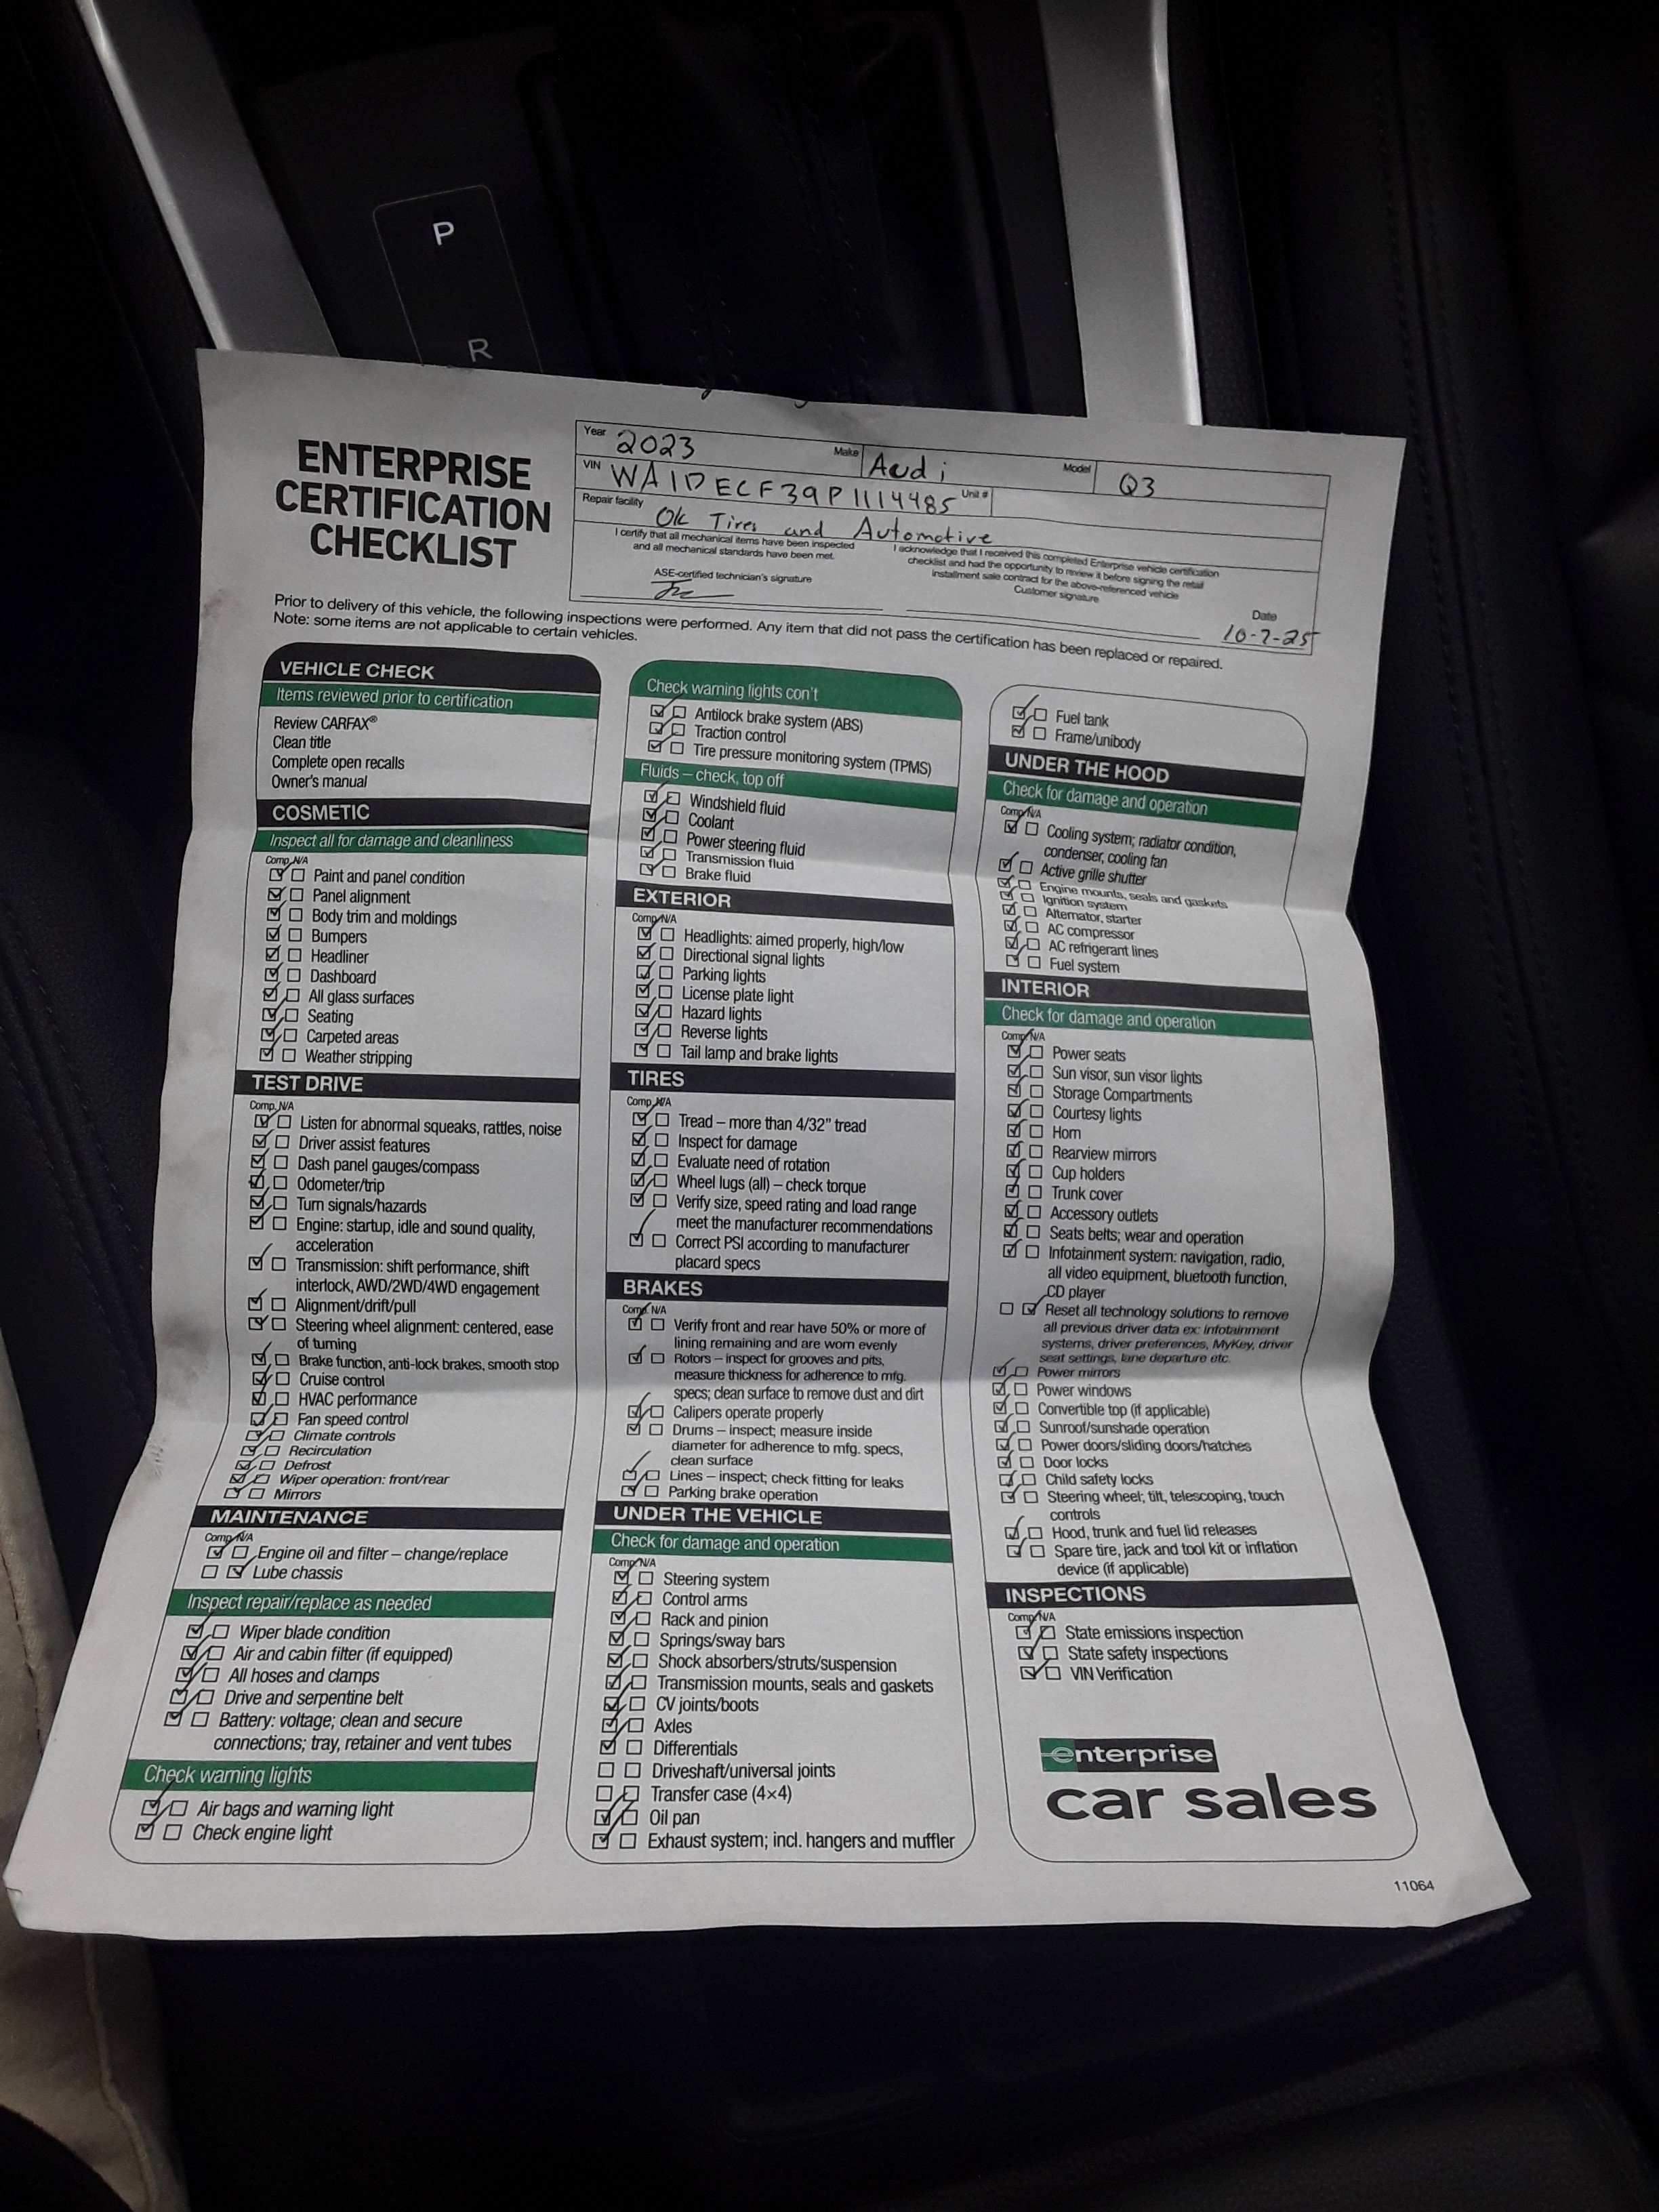 P
R
ENTERPRISE
CERTIFICATION
CHECKLIST
Year 2023 Make Audi Model Q3
VIN WA1DECF39P1114485 Unit #
Repair facility Ok Tires and Automotive
I certify that all mechanical items have been inspected
and all mechanical standards have been met.
ASE-certified technician's signature
I acknowledge that I received this completed Enterprise vehicle certification
checklist and had the opportunity to review it before signing the retail
installment sale contract for the above-referenced vehicle
Customer signature
Date
10-7-25
Prior to delivery of this vehicle, the following inspections were performed. Any item that did not pass the certification has been replaced or repaired.
Note: some items are not applicable to certain vehicles.
VEHICLE CHECK
Items reviewed prior to certification
Review CARFAX®
Clean title
Complete open recalls
Owner's manual
COSMETIC
Inspect all for damage and cleanliness
Comp. N/A
Paint and panel condition
Panel alignment
Body trim and moldings
Bumpers
Headliner
Dashboard
All glass surfaces
Seating
Carpeted areas
Weather stripping
TEST DRIVE
Comp. N/A
Listen for abnormal squeaks, rattles, noise
Driver assist features
Dash panel gauges/compass
Odometer/trip
Turn signals/hazards
Engine: startup, idle and sound quality,
acceleration
Transmission: shift performance, shift
interlock, AWD/2WD/4WD engagement
Alignment/drift/pull
Steering wheel alignment: centered, ease
of turning
Brake function, anti-lock brakes, smooth stop
Cruise control
HVAC performance
Fan speed control
Climate controls
Recirculation
Defrost
Wiper operation: front/rear
Mirrors
MAINTENANCE
Comp. N/A
Engine oil and filter – change/replace
Lube chassis
Inspect repair/replace as needed
Wiper blade condition
Air and cabin filter (if equipped)
All hoses and clamps
Drive and serpentine belt
Battery: voltage; clean and secure
connections; tray, retainer and vent tubes
Check warning lights
Air bags and warning light
Check engine light
Check warning lights con't
Antilock brake system (ABS)
Traction control
Tire pressure monitoring system (TPMS)
Fluids – check, top off
Windshield fluid
Coolant
Power steering fluid
Transmission fluid
Brake fluid
EXTERIOR
Comp. N/A
Headlights: aimed properly, high/low
Directional signal lights
Parking lights
License plate light
Hazard lights
Reverse lights
Tail lamp and brake lights
TIRES
Comp. N/A
Tread – more than 4/32" tread
Inspect for damage
Evaluate need of rotation
Wheel lugs (all) – check torque
Verify size, speed rating and load range
meet the manufacturer recommendations
Correct PSI according to manufacturer
placard specs
BRAKES
Comp. N/A
Verify front and rear have 50% or more of
lining remaining and are worn evenly
Rotors – inspect for grooves and pits,
measure thickness for adherence to mfg.
specs; clean surface to remove dust and dirt
Calipers operate properly
Drums – inspect; measure inside
diameter for adherence to mfg. specs,
clean surface
Lines – inspect; check fitting for leaks
Parking brake operation
UNDER THE VEHICLE
Check for damage and operation
Comp. N/A
Steering system
Control arms
Rack and pinion
Springs/sway bars
Shock absorbers/struts/suspension
Transmission mounts, seals and gaskets
CV joints/boots
Axles
Differentials
Driveshaft/universal joints
Transfer case (4×4)
Oil pan
Exhaust system; incl. hangers and muffler
Fuel tank
Frame/unibody
UNDER THE HOOD
Check for damage and operation
Comp. N/A
Cooling system; radiator condition,
condenser, cooling fan
Active grille shutter
Engine mounts, seals and gaskets
Ignition system
Alternator, starter
AC compressor
AC refrigerant lines
Fuel system
INTERIOR
Check for damage and operation
Comp. N/A
Power seats
Sun visor, sun visor lights
Storage Compartments
Courtesy lights
Horn
Rearview mirrors
Cup holders
Trunk cover
Accessory outlets
Seats belts; wear and operation
Infotainment system: navigation, radio,
all video equipment, bluetooth function,
CD player
Reset all technology solutions to remove
all previous driver data ex: infotainment
systems, driver preferences, MyKey, driver
seat settings, lane departure etc.
Power mirrors
Power windows
Convertible top (if applicable)
Sunroof/sunshade operation
Power doors/sliding doors/hatches
Door locks
Child safety locks
Steering wheel; tilt, telescoping, touch
controls
Hood, trunk and fuel lid releases
Spare tire, jack and tool kit or inflation
device (if applicable)
INSPECTIONS
Comp. N/A
State emissions inspection
State safety inspections
VIN Verification
enterprise
car sales
11064